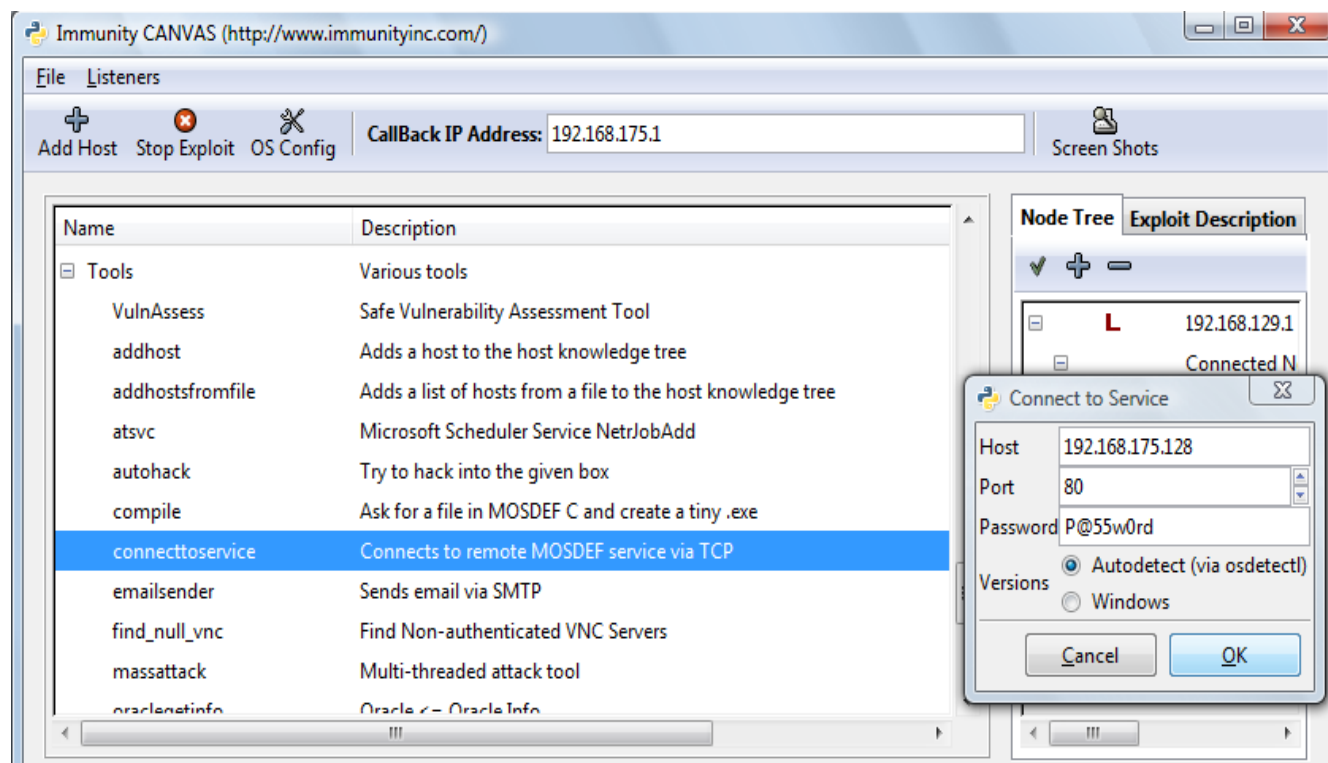 Immunity CANVAS (http://www.immunityinc.com/)
File Listeners
Add Host Stop Exploit OS Config CallBack IP Address: 192.168.175.1 Screen Shots
Name Description
Tools Various tools
VulnAssess Safe Vulnerability Assessment Tool
addhost Adds a host to the host knowledge tree
addhostsfromfile Adds a list of hosts from a file to the host knowledge tree
atsvc Microsoft Scheduler Service NetrJobAdd
autohack Try to hack into the given box
compile Ask for a file in MOSDEF C and create a tiny .exe
connecttoservice Connects to remote MOSDEF service via TCP
emailsender Sends email via SMTP
find_null_vnc Find Non-authenticated VNC Servers
massattack Multi-threaded attack tool
oraclegetinfo Oracle <= Oracle Info
Node Tree Exploit Description
L 192.168.129.1
Connected N
Connect to Service
Host 192.168.175.128
Port 80
Password P@55w0rd
Versions Autodetect (via osdetectl)
Windows
Cancel OK